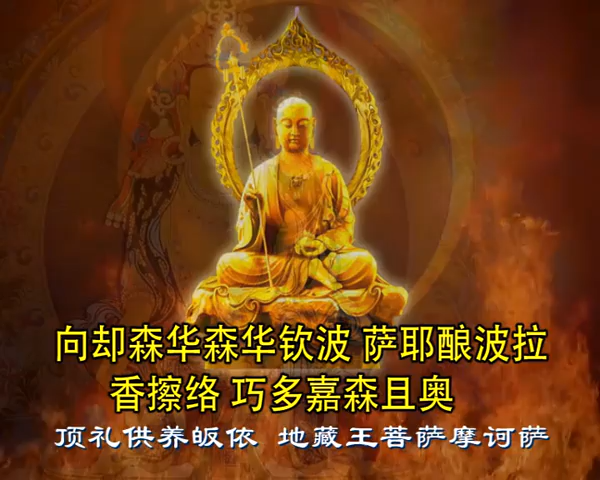 向却森华森华钦波 萨耶酿波拉
香擦络 巧多嘉森且奥
顶礼供养皈依 地藏王菩萨摩诃萨